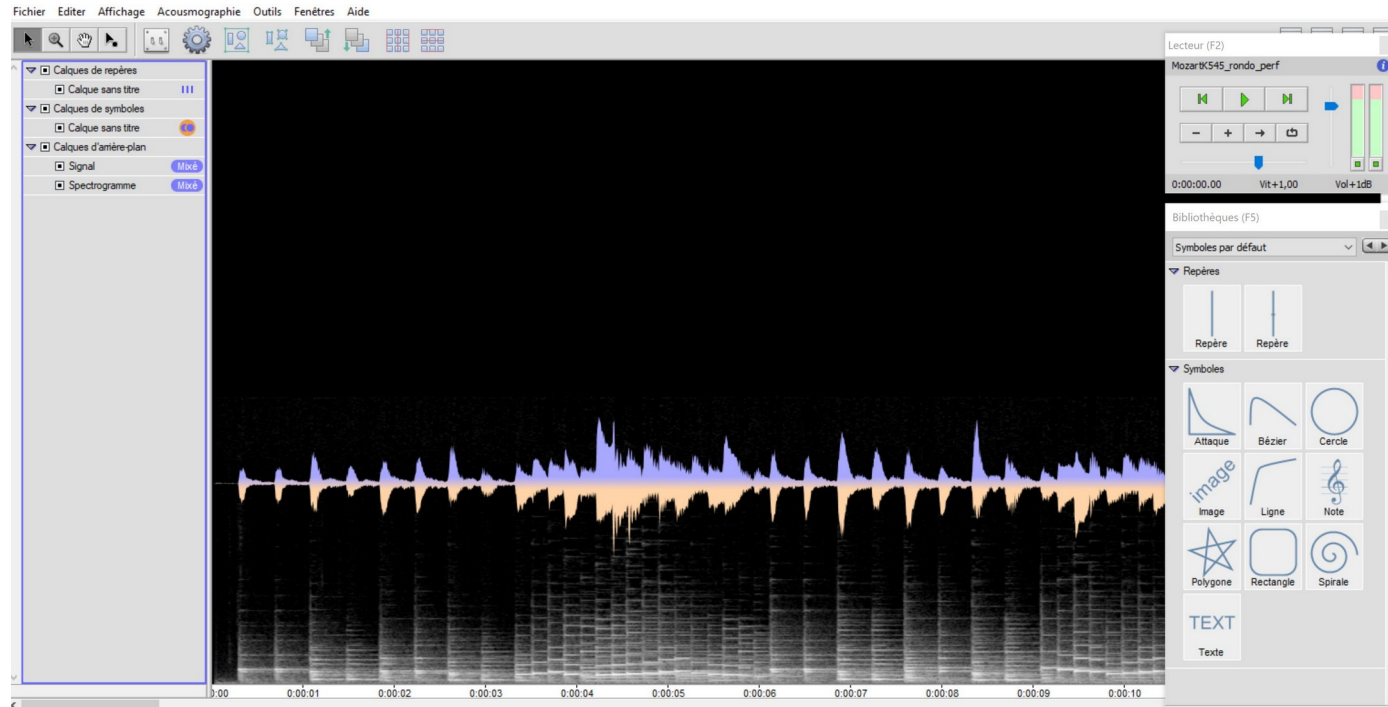 Fichier Editer Affichage Acousmographie Outils Fenêtres Aide
Calques de repères
Calque sans titre
Calques de symboles
Calque sans titre
Calques d'arrière-plan
Signal Mixé
Spectrogramme Mixé
Lecteur (F2)
MozartK545_rondo_perf
0:00:00.00 Vit+1,00 Vol+1dB
Bibliothéques (F5)
Symboles par défaut
Repères
Repère Repère
Symboles
Attaque Bézier Cercle
image
Image Ligne Note
Polygone Rectangle Spirale
TEXT
Texte
0:00 0:00:01 0:00:02 0:00:03 0:00:04 0:00:05 0:00:06 0:00:07 0:00:08 0:00:09 0:00:10